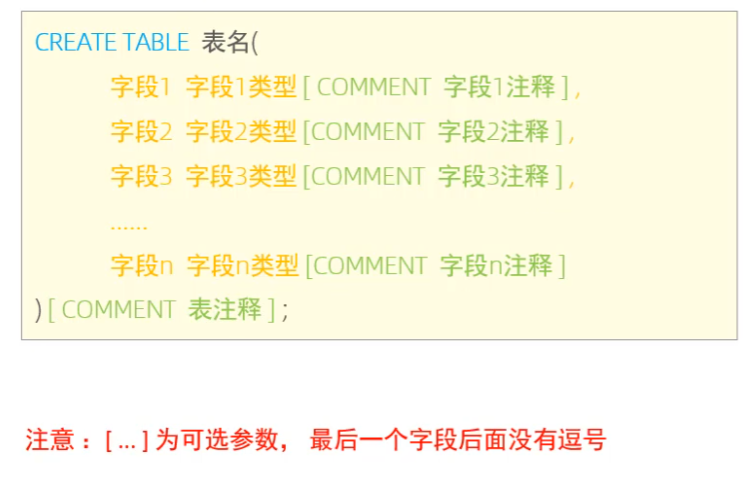 CREATE TABLE 表名(
字段1 字段1类型[ COMMENT 字段1注释 ] ,
字段2 字段2类型[COMMENT 字段2注释 ] ,
字段3 字段3类型[COMMENT 字段3注释 ] ,
......
字段n 字段n类型[COMMENT 字段n注释 ]
)[ COMMENT 表注释 ] ;
注意：[ ... ] 为可选参数，最后一个字段后面没有逗号